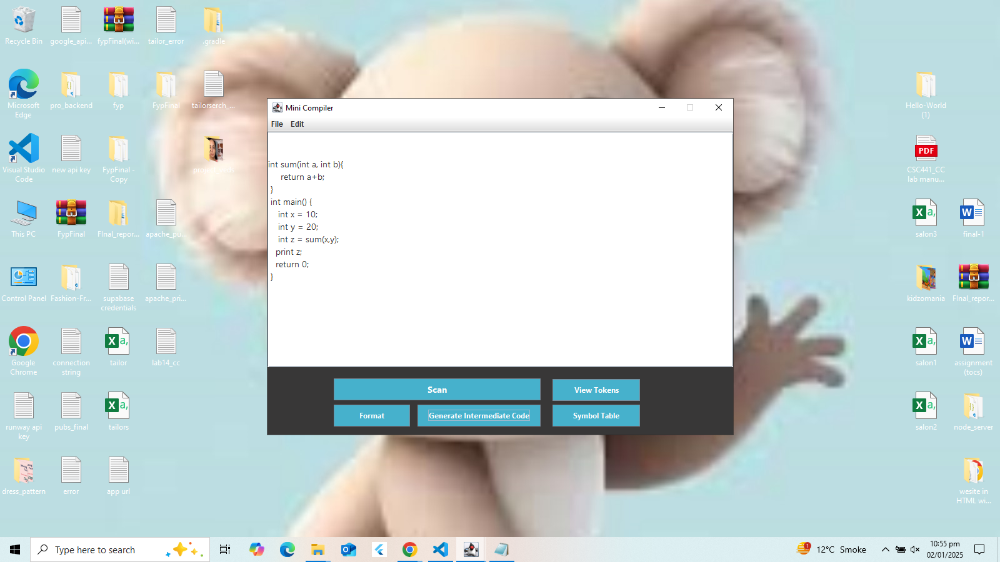 Recycle Bin
google_api...
fypFinal(wi...
tailor_error
.gradle
Microsoft
Edge
pro_backend
fyp
FypFinal
tailorserch_...
Hello-World
(1)
Visual Studio
Code
new api key
FypFinal -
Copy
PDF
CSC441_CC
lab manu...
This PC
FypFinal
FInal_repor...
apache_pu...
salon3
final-1
Control Panel
Fashion-Fr...
supabase
credentials
apache_pri...
kidzomania
FInal_repor...
Google
Chrome
connection
string
tailor
lab14_cc
salon1
assignment
(tocs)
runway api
key
pubs_final
tailors
salon2
node_server
dress_pattern
error
app url
wesite in
HTML wi...
Mini Compiler
File Edit
int sum(int a, int b){
return a+b;
}
int main() {
int x = 10;
int y = 20;
int z = sum(x,y);
print z;
return 0;
}
Scan
View Tokens
Format
Generate Intermediate Code
Symbol Table
Type here to search
1
12°C Smoke
10:55 pm
02/01/2025